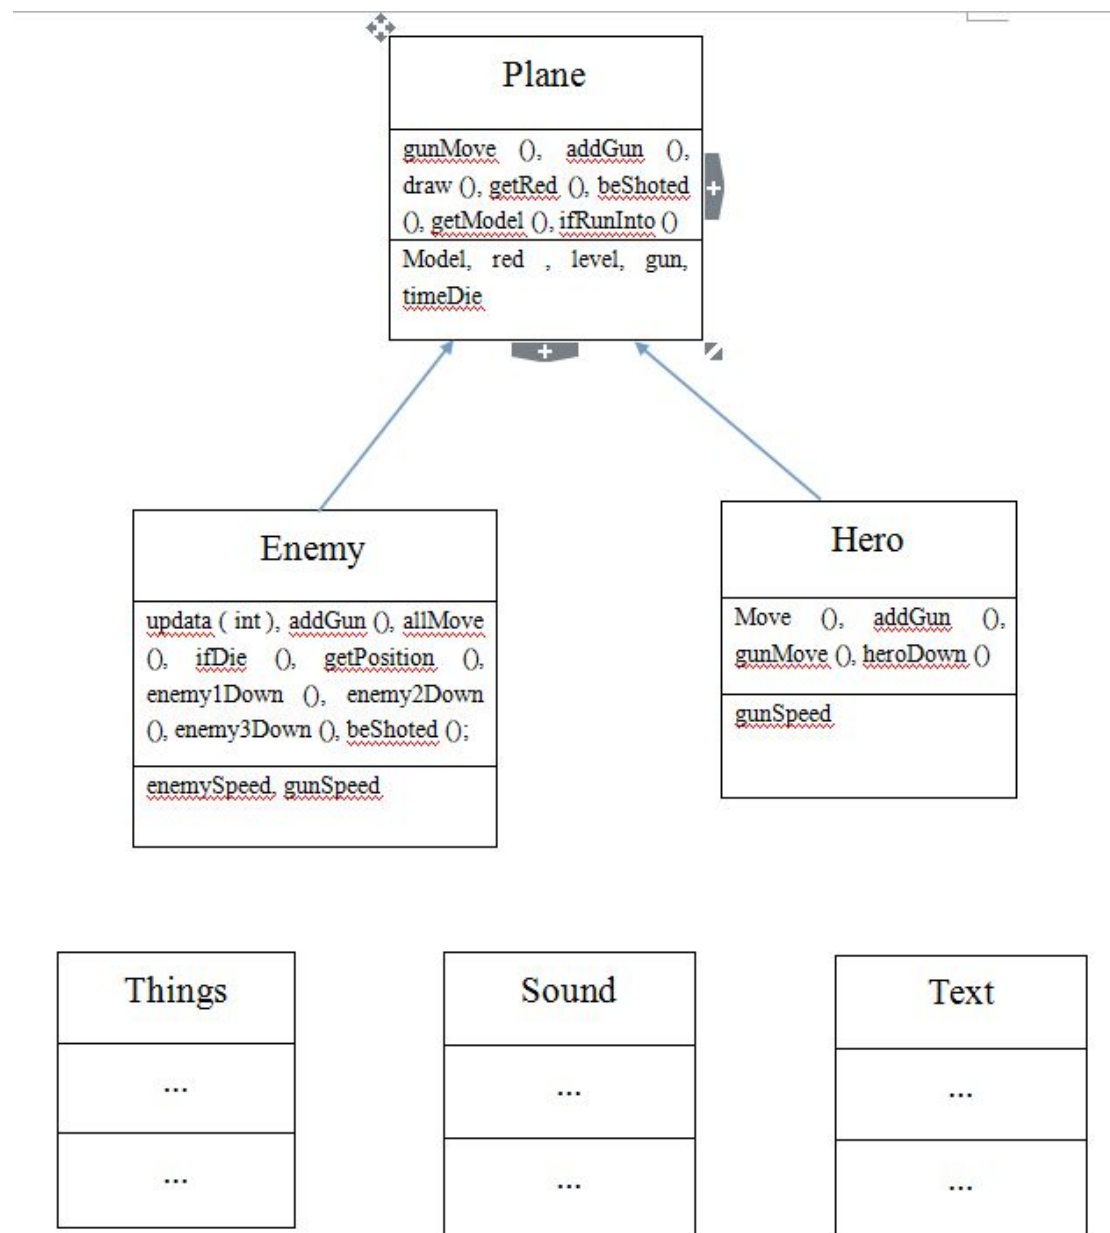 Plane
gunMove (), addGun (),
draw (), getRed (), beShoted
(), getModel (), ifRunInto ()
Model, red , level, gun,
timeDie
Enemy
updata ( int ), addGun (), allMove
(), ifDie (), getPosition (),
enemy1Down (), enemy2Down
(), enemy3Down (), beShoted ();
enemySpeed, gunSpeed
Hero
Move (), addGun (),
gunMove (), heroDown ()
gunSpeed
Things
...
...
Sound
...
...
Text
...
...